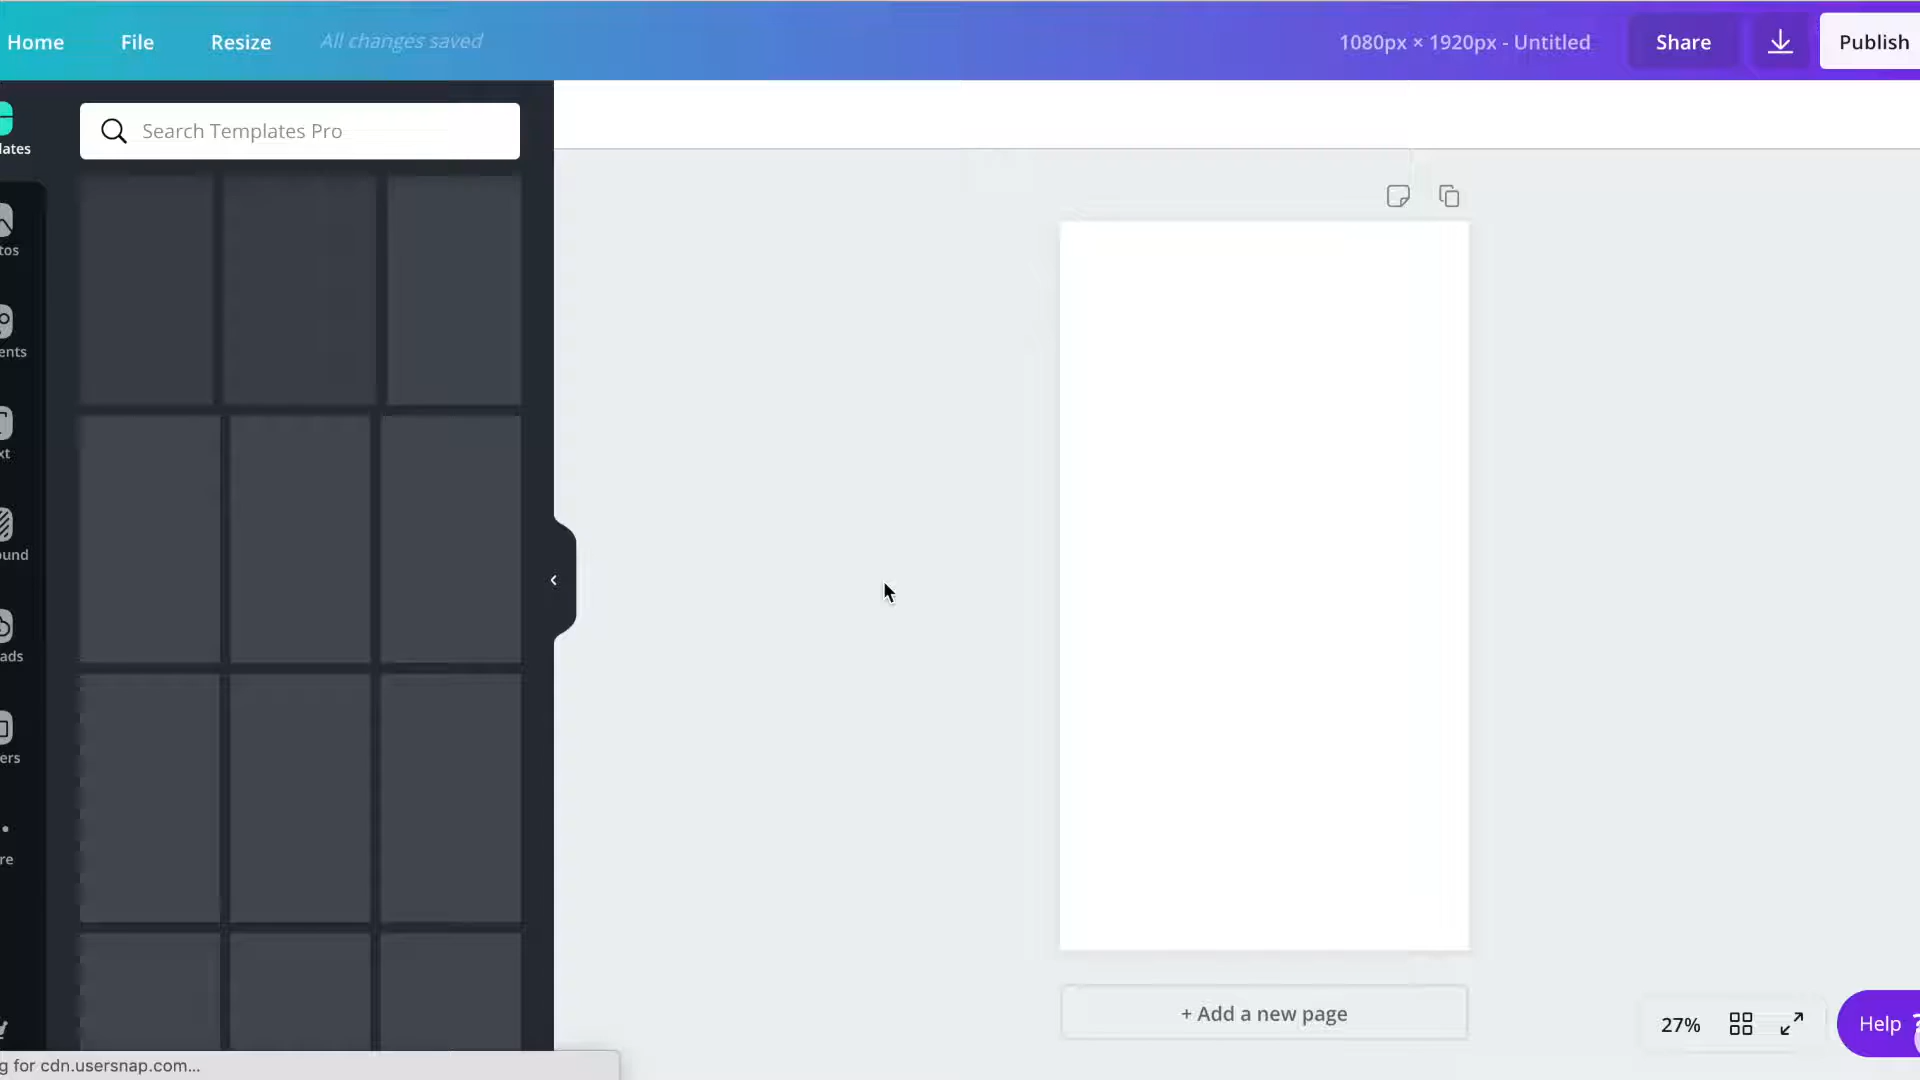 Home File Resize All changes saved 1080px × 1920px - Untitled Share Publish
Search Templates Pro
lates
tos
ents
xt
ound
ads
ers
re
+ Add a new page
27% Help ?
g for cdn.usersnap.com...